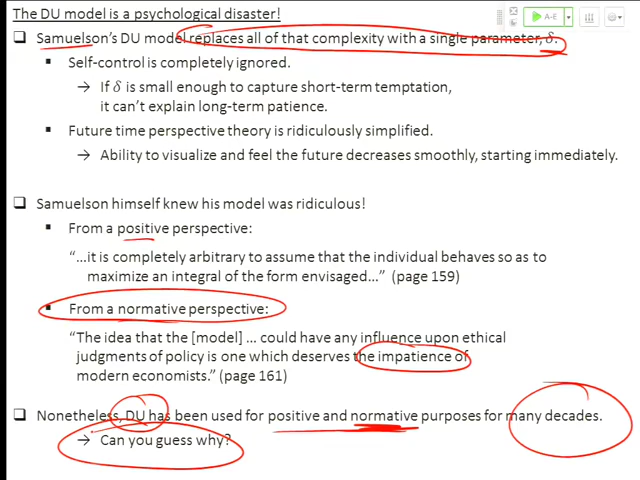 The DU model is a psychological disaster!
A-E
❑ Samuelson's DU model replaces all of that complexity with a single parameter, δ.
▪ Self-control is completely ignored.
→ If δ is small enough to capture short-term temptation,
it can't explain long-term patience.
▪ Future time perspective theory is ridiculously simplified.
→ Ability to visualize and feel the future decreases smoothly, starting immediately.
❑ Samuelson himself knew his model was ridiculous!
▪ From a positive perspective:
"...it is completely arbitrary to assume that the individual behaves so as to
maximize an integral of the form envisaged..." (page 159)
▪ From a normative perspective:
"The idea that the [model] ... could have any influence upon ethical
judgments of policy is one which deserves the impatience of
modern economists." (page 161)
❑ Nonetheless, DU has been used for positive and normative purposes for many decades.
→ Can you guess why?